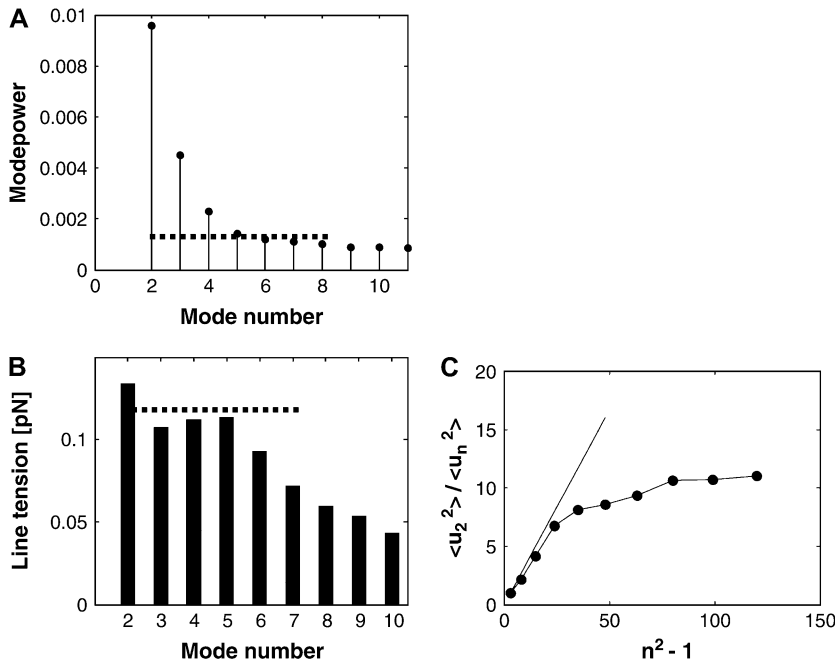 A
Modepower
0.01
0.008
0.006
0.004
0.002
0
0 2 4 6 8 10
Mode number
B
Line tension [pN]
0.1
0.05
0
2 3 4 5 6 7 8 9 10
Mode number
C
<u₂²> / <uₙ²>
20
15
10
5
0
0 50 100 150
n² - 1